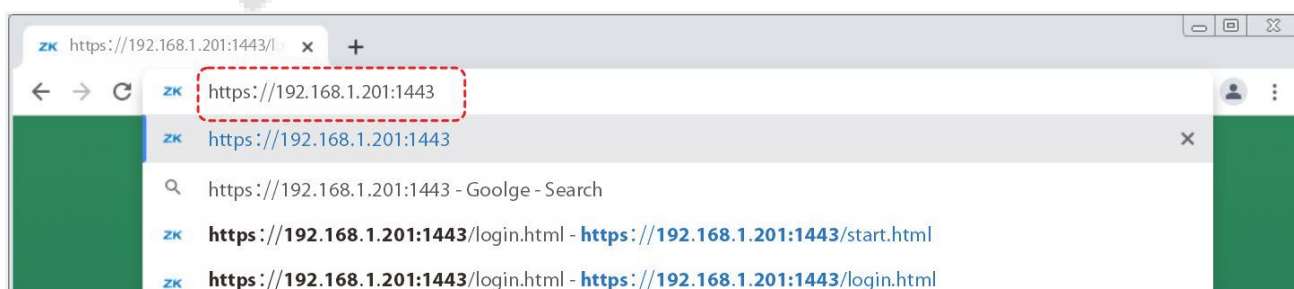 ZK https://192.168.1.201:1443/lo
ZK https://192.168.1.201:1443
ZK https://192.168.1.201:1443
https://192.168.1.201:1443 - Goolge - Search
ZK https://192.168.1.201:1443/login.html - https://192.168.1.201:1443/start.html
ZK https://192.168.1.201:1443/login.html - https://192.168.1.201:1443/login.html